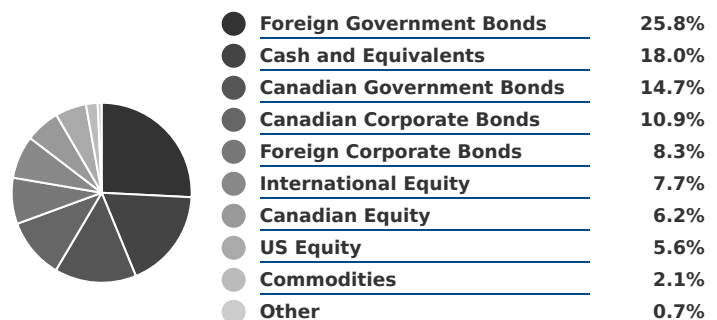 Foreign Government Bonds 25.8%
Cash and Equivalents 18.0%
Canadian Government Bonds 14.7%
Canadian Corporate Bonds 10.9%
Foreign Corporate Bonds 8.3%
International Equity 7.7%
Canadian Equity 6.2%
US Equity 5.6%
Commodities 2.1%
Other 0.7%